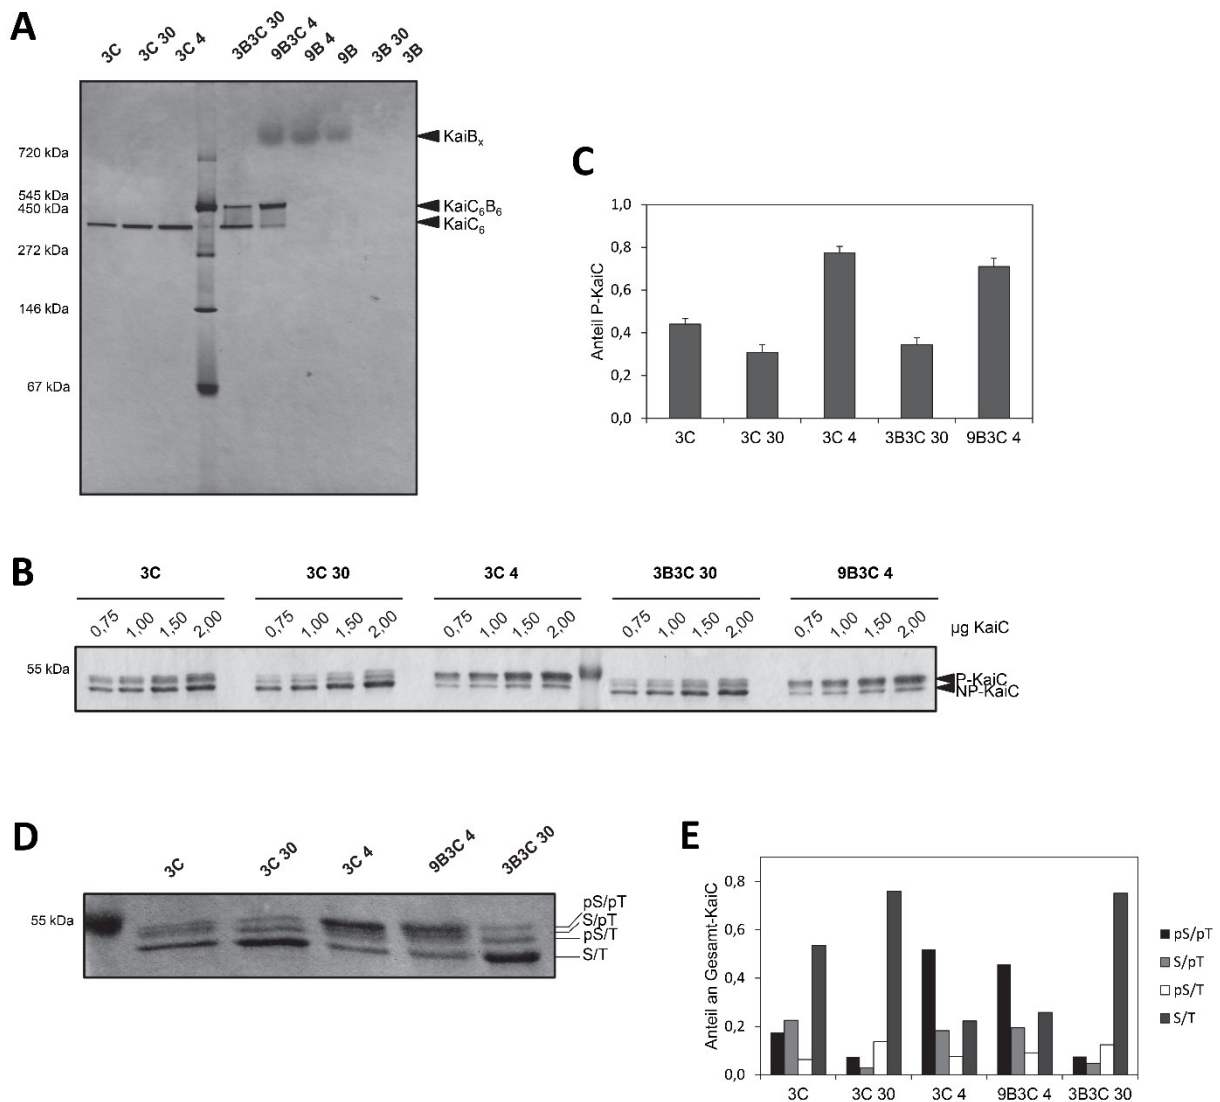 A
3C
3C 30
3C 4
3B3C 30
9B3C 4
9B 4
9B
3B 30
3B
720 kDa
545 kDa
450 kDa
272 kDa
146 kDa
67 kDa
KaiBx
KaiC6B6
KaiC6
C
Anteil P-KaiC
1,0
0,8
0,6
0,4
0,2
0,0
3C
3C 30
3C 4
3B3C 30
9B3C 4
B
3C
3C 30
3C 4
3B3C 30
9B3C 4
0,75 1,00 1,50 2,00
0,75 1,00 1,50 2,00
0,75 1,00 1,50 2,00
0,75 1,00 1,50 2,00
0,75 1,00 1,50 2,00
µg KaiC
55 kDa
P-KaiC
NP-KaiC
D
3C
3C 30
3C 4
9B3C 4
3B3C 30
55 kDa
pS/pT
S/pT
pS/T
S/T
E
Anteil an Gesamt-KaiC
0,8
0,6
0,4
0,2
0,0
3C
3C 30
3C 4
9B3C 4
3B3C 30
pS/pT
S/pT
pS/T
S/T